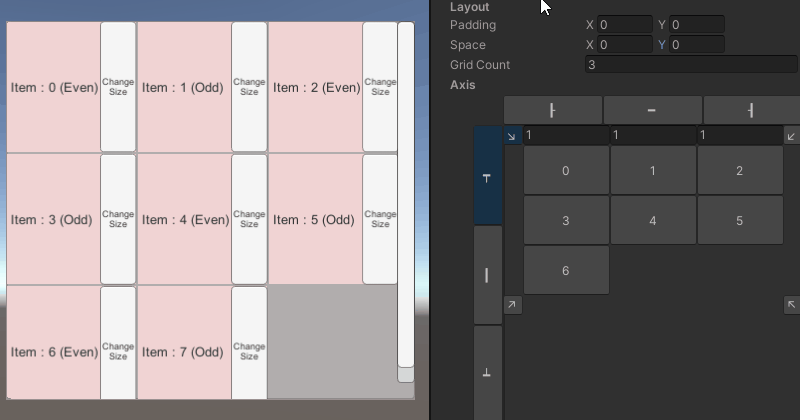 Item : 0 (Even)
Change
Size
Item : 1 (Odd)
Change
Size
Item : 2 (Even)
Change
Size
Item : 3 (Odd)
Change
Size
Item : 4 (Even)
Change
Size
Item : 5 (Odd)
Change
Size
Item : 6 (Even)
Change
Size
Item : 7 (Odd)
Change
Size
Layout
Padding X 0 Y 0
Space X 0 Y 0
Grid Count 3
Axis
1 1 1
0 1 2
3 4 5
6